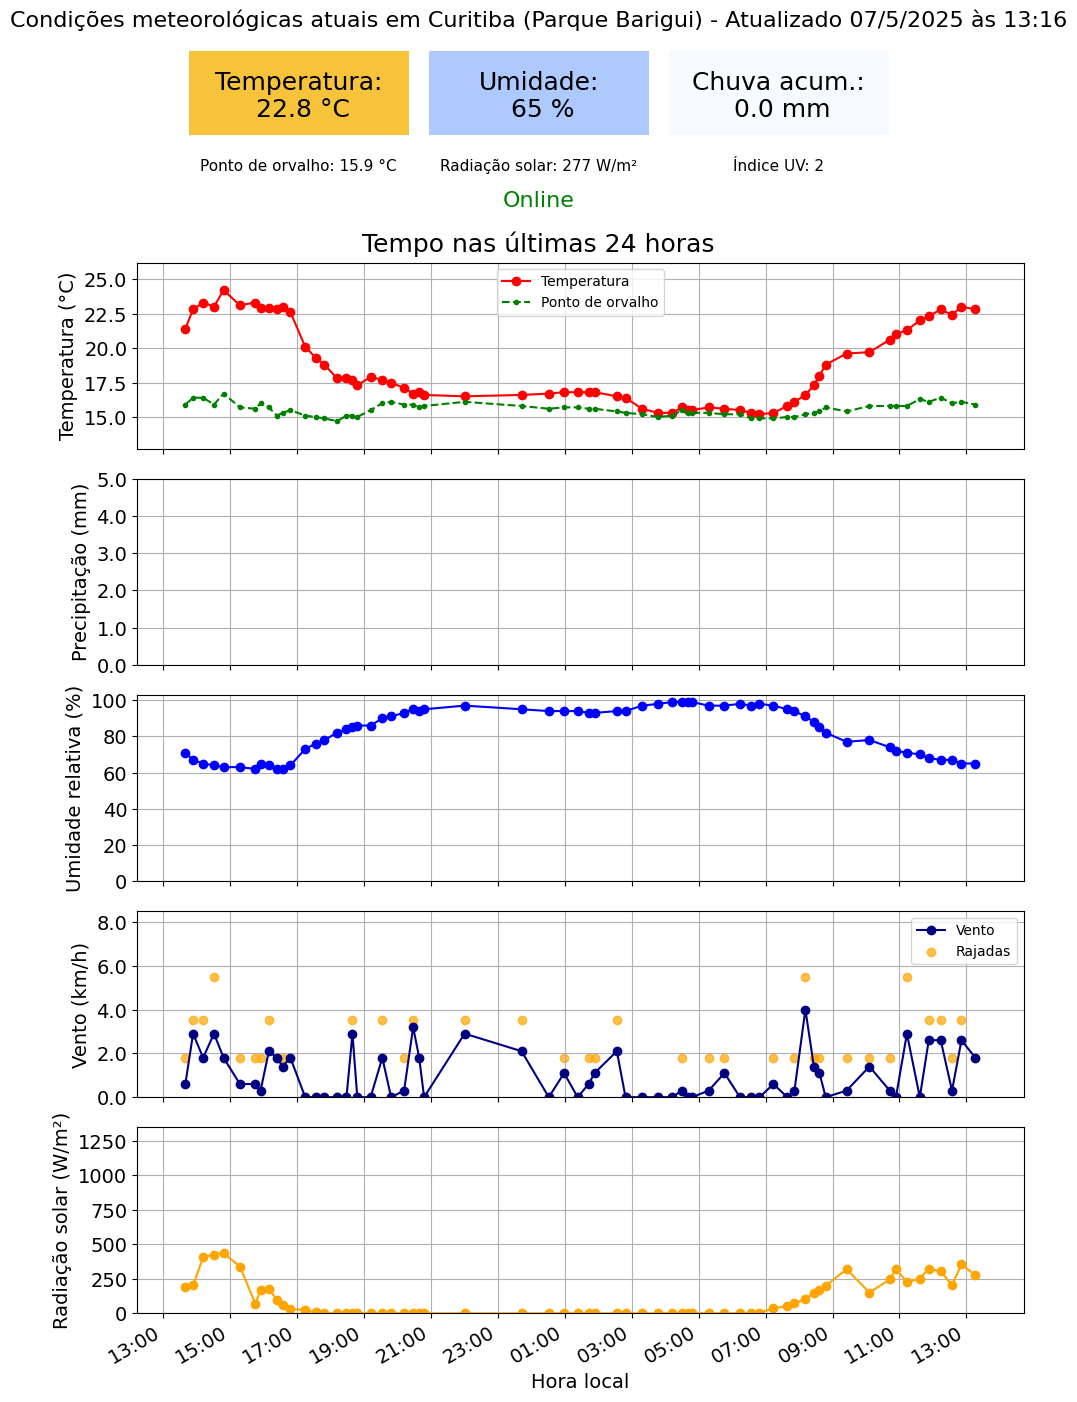 Condições meteorológicas atuais em Curitiba (Parque Barigui) - Atualizado 07/5/2025 às 13:16
Temperatura:
22.8 °C
Umidade:
65 %
Chuva acum.:
0.0 mm
Ponto de orvalho: 15.9 °C
Radiação solar: 277 W/m²
Índice UV: 2
Online
Tempo nas últimas 24 horas
Temperatura (°C)
25.0
22.5
20.0
17.5
15.0
Temperatura
Ponto de orvalho
Precipitação (mm)
5.0
4.0
3.0
2.0
1.0
0.0
Umidade relativa (%)
100
80
60
40
20
0
Vento (km/h)
8.0
6.0
4.0
2.0
0.0
Vento
Rajadas
Radiação solar (W/m²)
1250
1000
750
500
250
0
13:00
15:00
17:00
19:00
21:00
23:00
01:00
03:00
05:00
07:00
09:00
11:00
13:00
Hora local